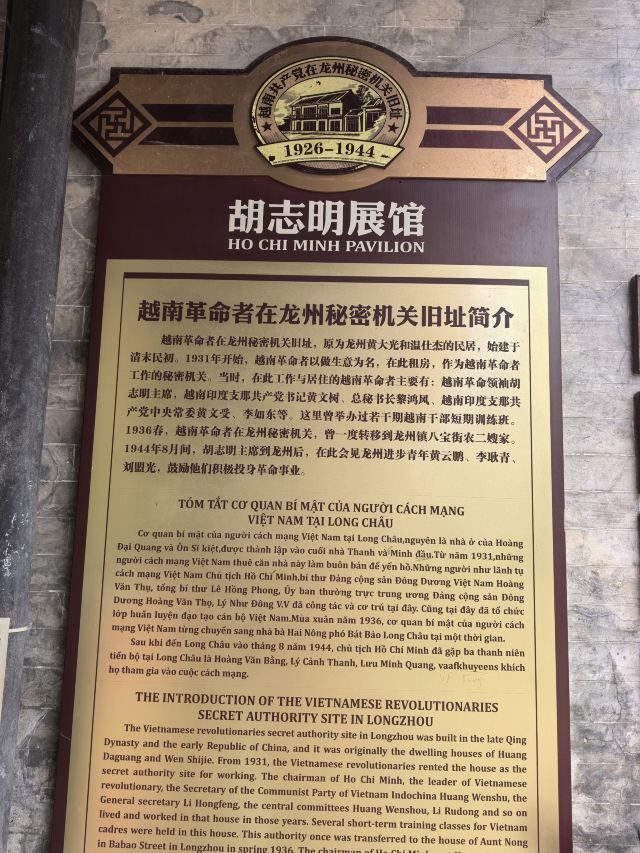 越南共产党在龙州秘密机关旧址
1926-1944
胡志明展馆
HO CHI MINH PAVILION
越南革命者在龙州秘密机关旧址简介
越南革命者在龙州秘密机关旧址，原为龙州黄大光和温仕杰的民居，始建于
清末民初。1931年开始，越南革命者以做生意为名，在此租房，作为越南革命者
工作的秘密机关。当时，在此工作与居住的越南革命者主要有：越南革命领袖胡
志明主席，越南印度支那共产党书记黄文树、总秘书长黎鸿风、越南印度支那共
产党中央常委黄文受、李如东等。这里曾举办过若干期越南干部短期训练班。
1936春，越南革命者在龙州秘密机关，曾一度转移到龙州镇八宝街农二嫂家。
1944年8月间，胡志明主席到龙州后，在此会见龙州进步青年黄云鹏、李耿青、
刘盟光，鼓励他们积极投身革命事业。
TÓM TẮT CƠ QUAN BÍ MẬT CỦA NGƯỜI CÁCH MẠNG
VIỆT NAM TẠI LONG CHÂU
Cơ quan bí mật của người cách mạng Việt Nam tại Long Châu,nguyên là nhà ở của Hoàng
Đại Quang và Ôn Sĩ kiệt,được thành lập vào cuối nhà Thanh và Minh đầu.Từ năm 1931,những
người cách mạng Việt Nam thuê căn nhà này làm buôn bán để yển hồ.Những người như lãnh tụ
cách mạng Việt Nam Chủ tịch Hồ Chí Minh,bí thư Đảng cộng sản Đông Dương Việt Nam Hoàng
Văn Thụ, tổng bí thư Lê Hồng Phong, Ủy ban thường trực trung ương Đảng cộng sản Đông
Dương Hoàng Văn Thọ, Lý Như Đông V.V đã công tác và cơ trú tại đây. Cũng tại đây đã tổ chức
lớp huấn luyện đạo tạo cán bộ Việt Nam.Mùa xuân năm 1936, cơ quan bí mật của người cách
mạng Việt Nam từng chuyển sang nhà bà Hai Nông phố Bát Bảo Long Châu tại một thời gian.
Sau khi đến Long Châu vào tháng 8 năm 1944, chủ tịch Hồ Chí Minh đã gặp ba thanh niên
tiến bộ tại Long Châu là Hoàng Văn Bằng, Lý Cảnh Thanh, Lưu Minh Quang, vaafkhuyeens khích
họ tham gia vào cuộc cách mạng.
THE INTRODUCTION OF THE VIETNAMESE REVOLUTIONARIES
SECRET AUTHORITY SITE IN LONGZHOU
The Vietnamese revolutionaries secret authority site in Longzhou was built in the late Qing
Dynasty and the early Republic of China, and it was originally the dwelling houses of Huang
Daguang and Wen Shijie. From 1931, the Vietnamese revolutionaries rented the house as the
secret authority site for working. The chairman of Ho Chi Minh, the leader of Vietnamese
revolutionary, the Secretary of the Communist Party of Vietnam Indochina Huang Wenshu, the
General secretary Li Hongfeng, the central committees Huang Wenshou, Li Rudong and so on
lived and worked in that house in those years. Several short-term training classes for Vietnam
cadres were held in this house. This authority once was transferred to the house of Aunt Nong
in Babao Street in Longzhou in spring 1936. The chairman of Ho Chi Minh